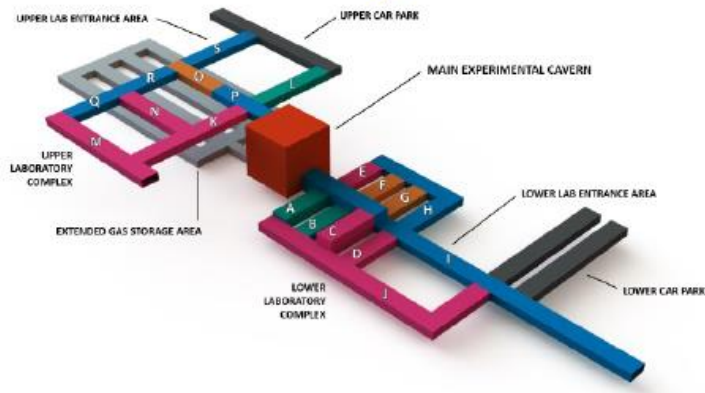 UPPER LAB ENTRANCE AREA
UPPER CAR PARK
S
MAIN EXPERIMENTAL CAVERN
R
O
L
Q
P
N
K
M
UPPER
LABORATORY
COMPLEX
E
F
G
LOWER LAB ENTRANCE AREA
A
H
B
EXTENDED GAS STORAGE AREA
C
D
I
LOWER
LABORATORY
COMPLEX
J
LOWER CAR PARK